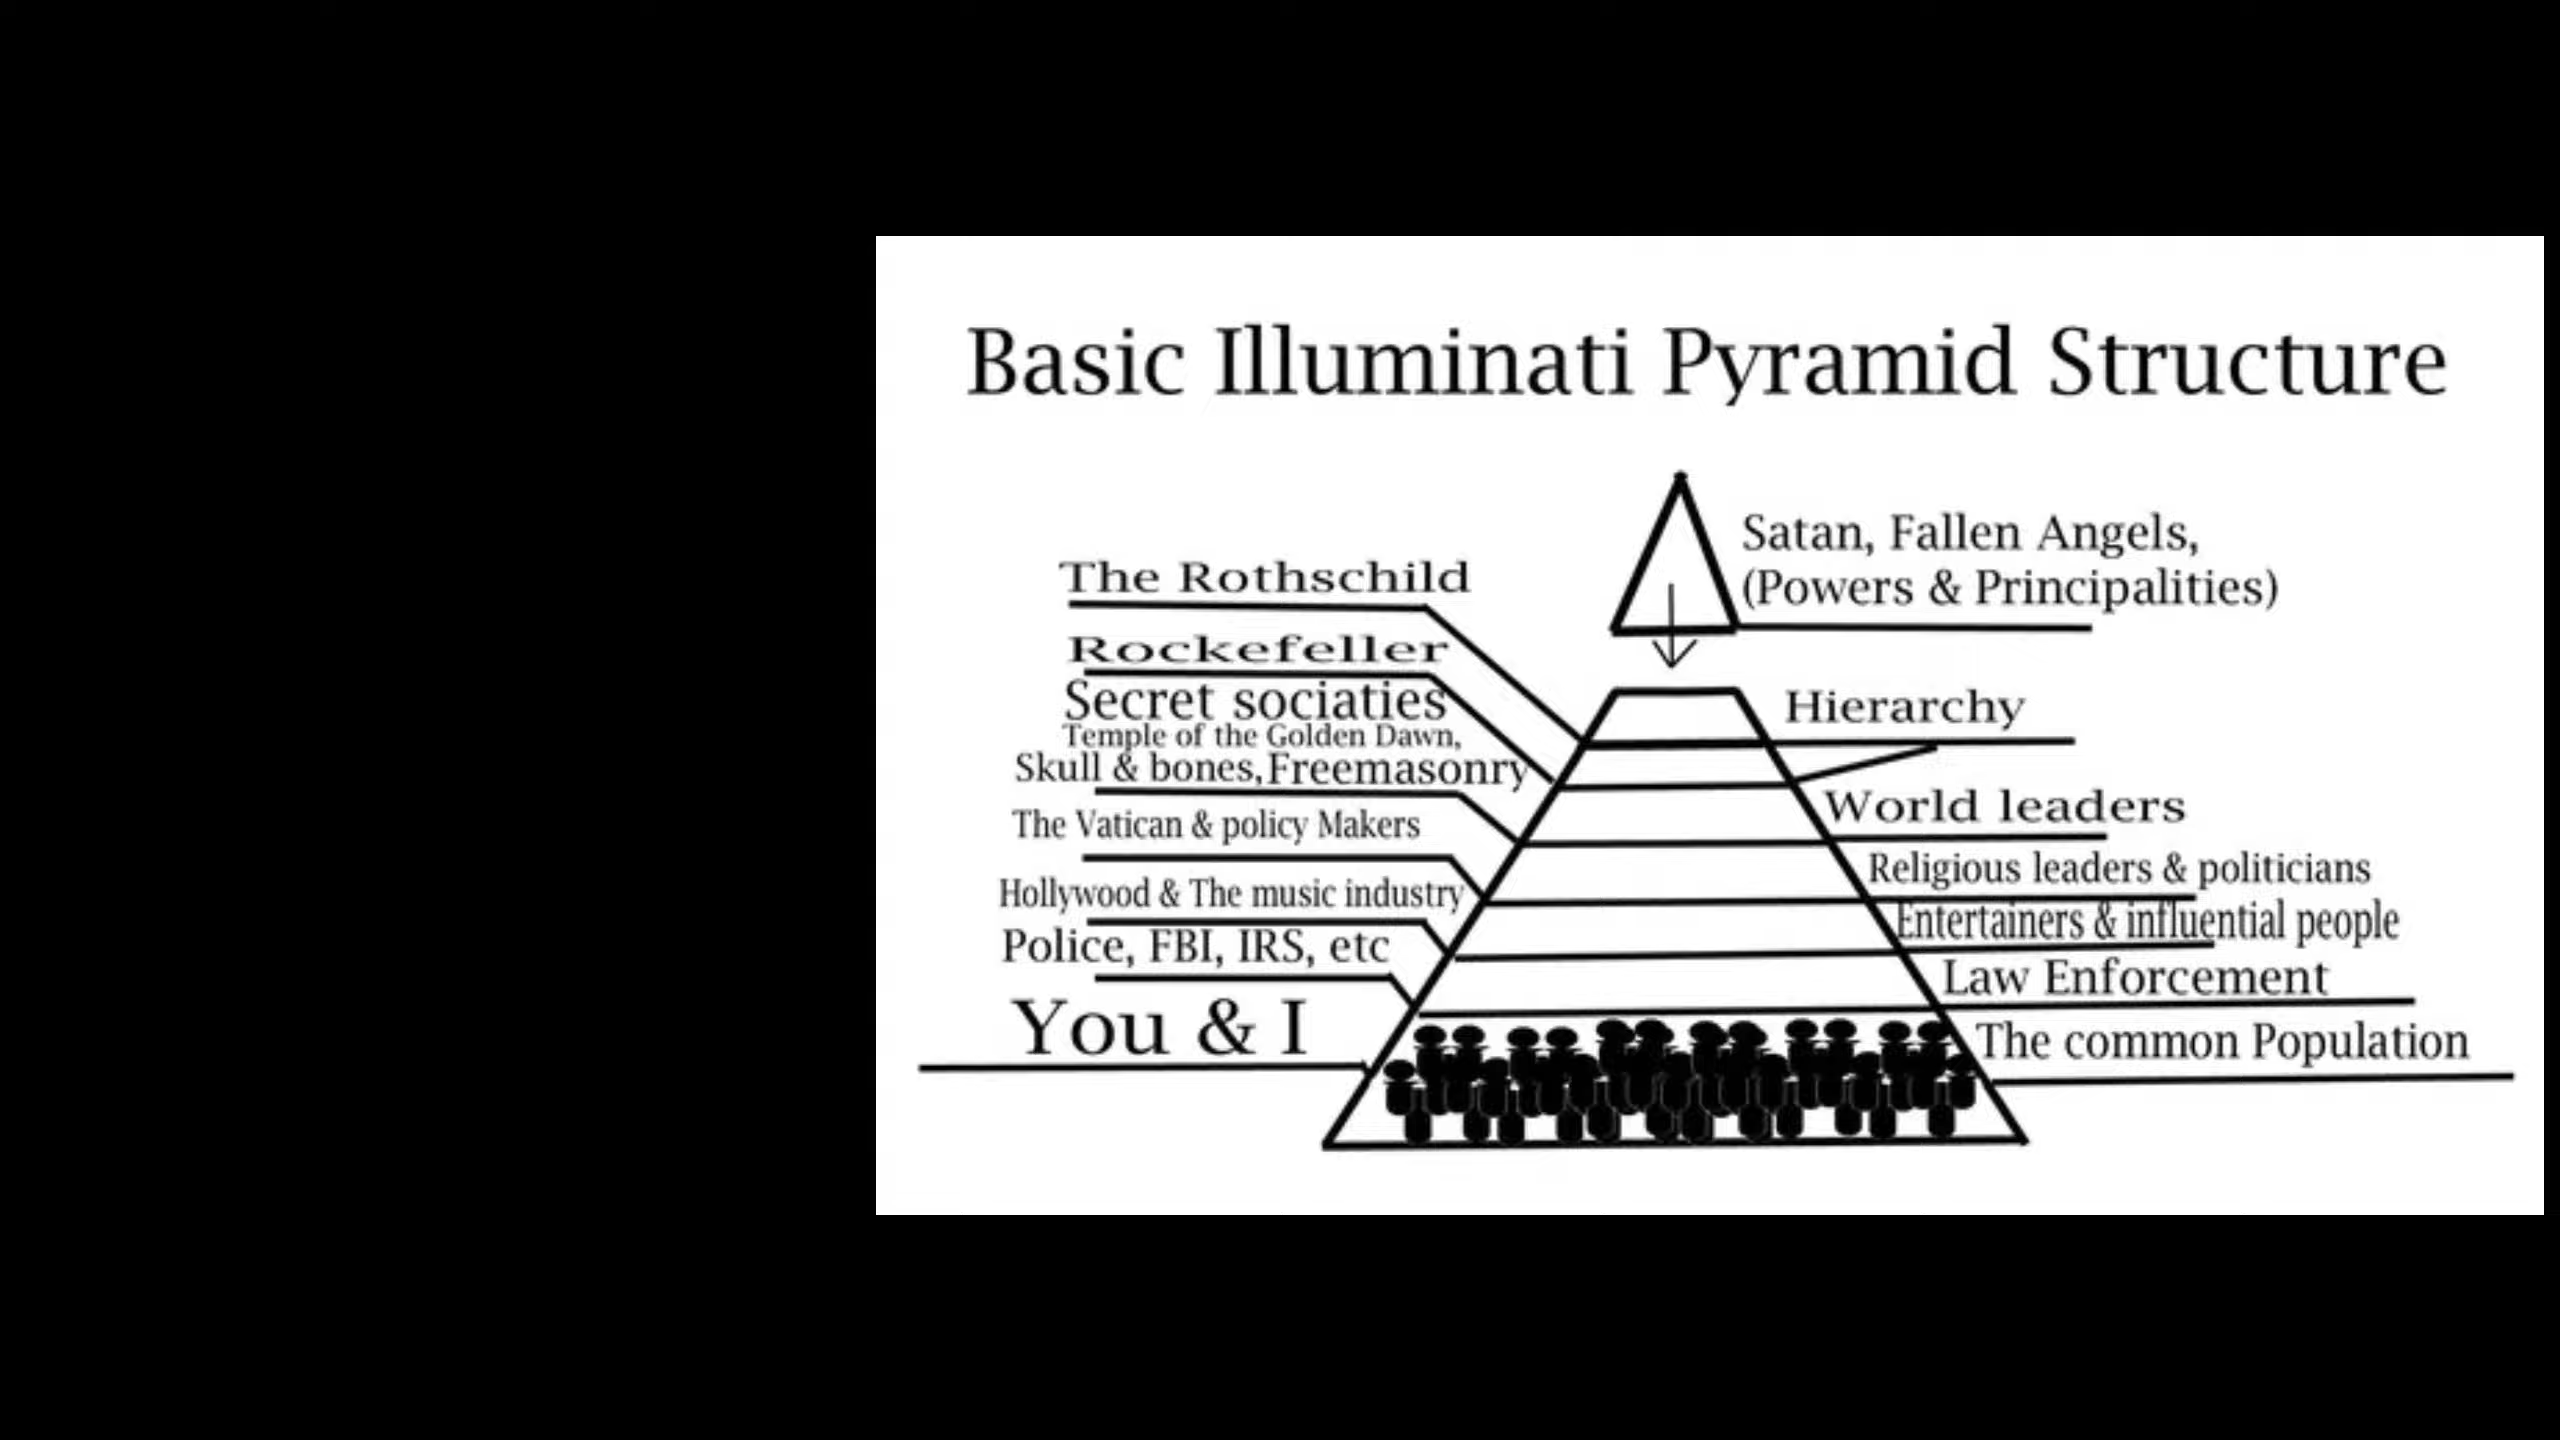 Basic Illuminati Pyramid Structure
Satan, Fallen Angels,
(Powers & Principalities)
The Rothschild
Rockefeller
Secret sociaties
Temple of the Golden Dawn,
Skull & bones, Freemasonry
The Vatican & policy Makers
Hollywood & The music industry
Police, FBI, IRS, etc
You & I
Hierarchy
World leaders
Religious leaders & politicians
Entertainers & influential people
Law Enforcement
The common Population